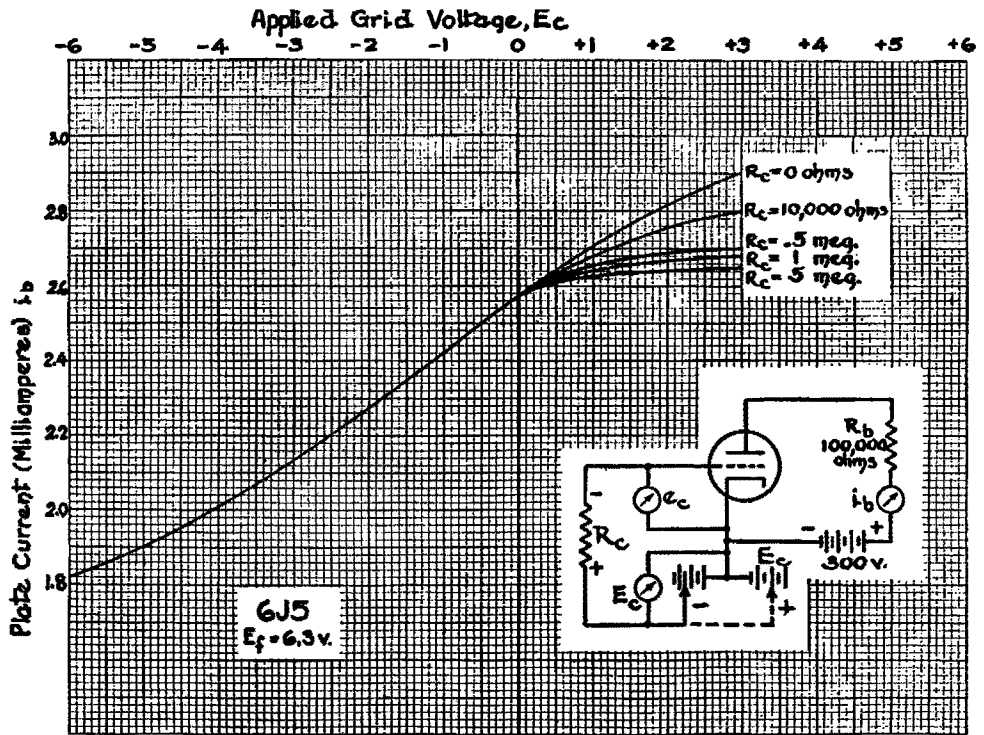 Applied Grid Voltage, Ec
-6 -5 -4 -3 -2 -1 0 +1 +2 +3 +4 +5 +6
Plate Current (Milliamperes) ib
3.0
2.8
2.6
2.4
2.2
2.0
1.8
Rc=0 ohms
Rc=10,000 ohms
Rc= .5 meg.
Rc= 1 meg.
Rc= 5 meg.
Rb
100,000
ohms
- ec
ib
Rc
- +
+
300 v.
Ec
Ec
- +
6J5
Ef=6.3 v.